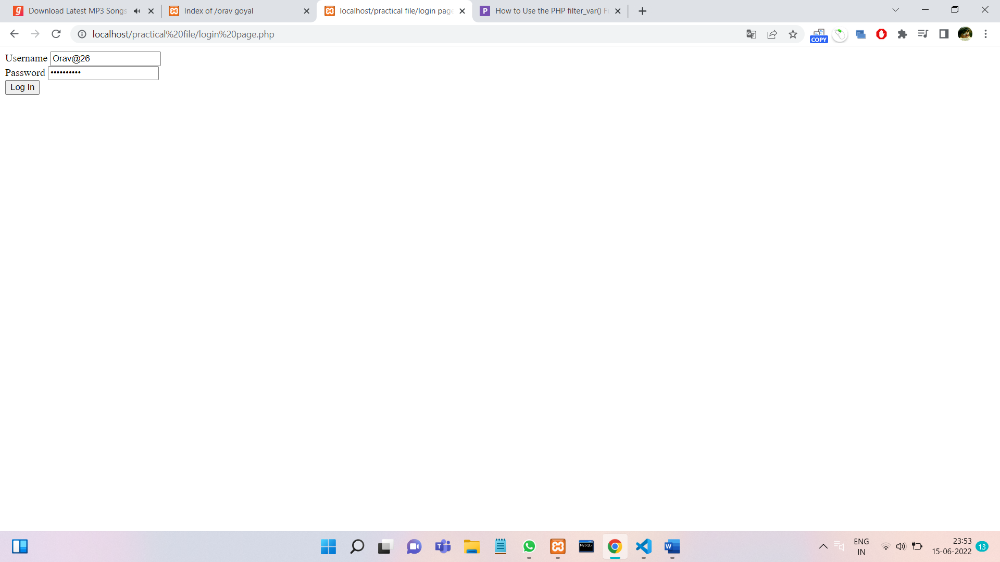 Download Latest MP3 Songs
Index of /orav goyal
localhost/practical file/login page
How to Use the PHP filter_var() F
localhost/practical%20file/login%20page.php
COPY
Username Orav@26
Password ••••••••••
Log In
MySQL
ENG
IN
23:53
15-06-2022
13